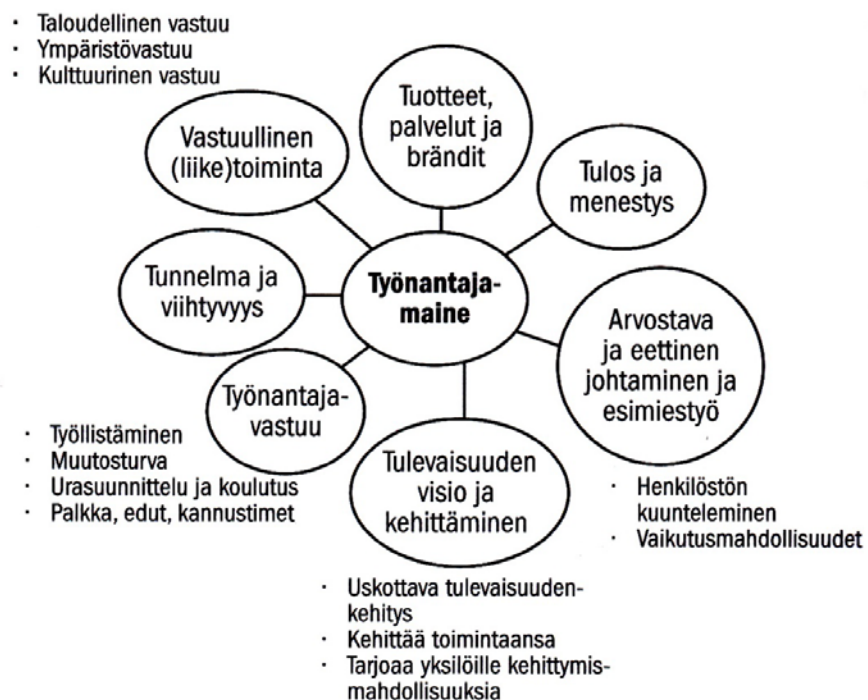 · Taloudellinen vastuu
· Ympäristövastuu
· Kulttuurinen vastuu
Vastuullinen
(liike)toiminta
Tuotteet,
palvelut ja
brändit
Tulos ja
menestys
Tunnelma ja
viihtyvyys
Työnantaja-
maine
Arvostava
ja eettinen
johtaminen ja
esimiestyö
Työnantaja-
vastuu
· Työllistäminen
· Muutosturva
· Urasuunnittelu ja koulutus
· Palkka, edut, kannustimet
Tulevaisuuden
visio ja
kehittäminen
· Henkilöstön
kuunteleminen
· Vaikutusmahdollisuudet
· Uskottava tulevaisuuden-
kehitys
· Kehittää toimintaansa
· Tarjoaa yksilöille kehittymis-
mahdollisuuksia